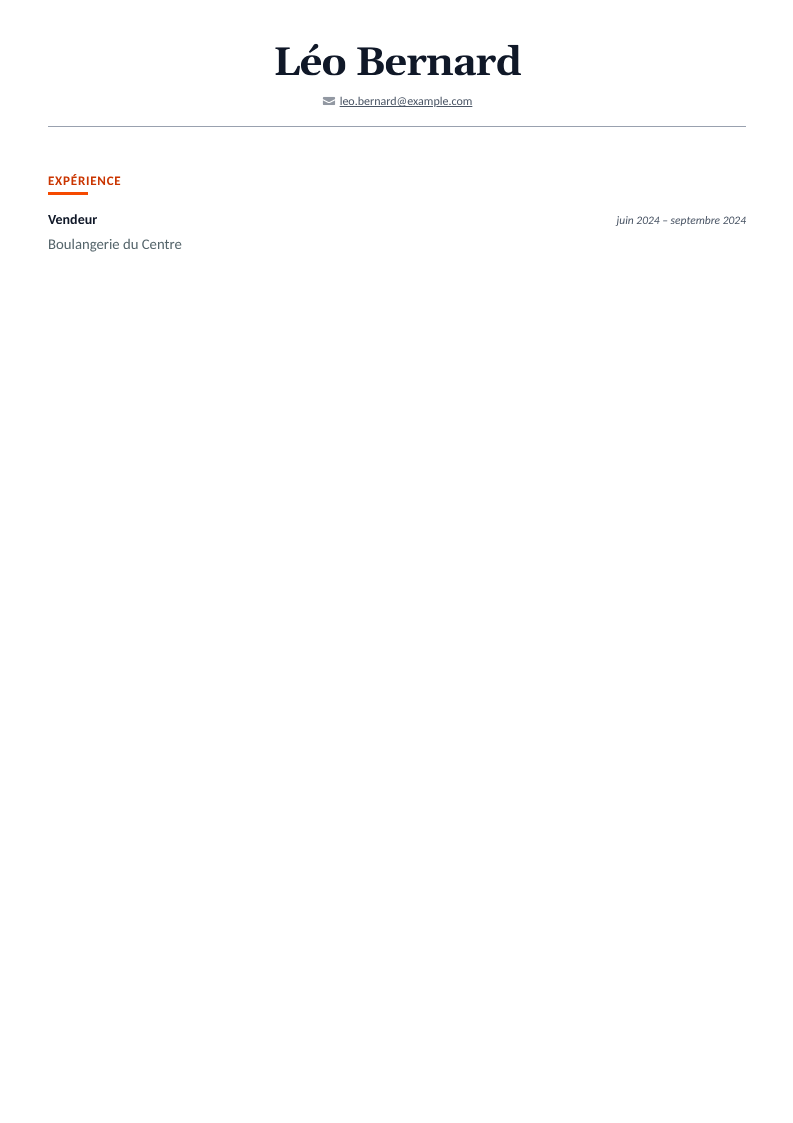 Léo Bernard
leo.bernard@example.com
EXPÉRIENCE
Vendeur juin 2024 – septembre 2024
Boulangerie du Centre